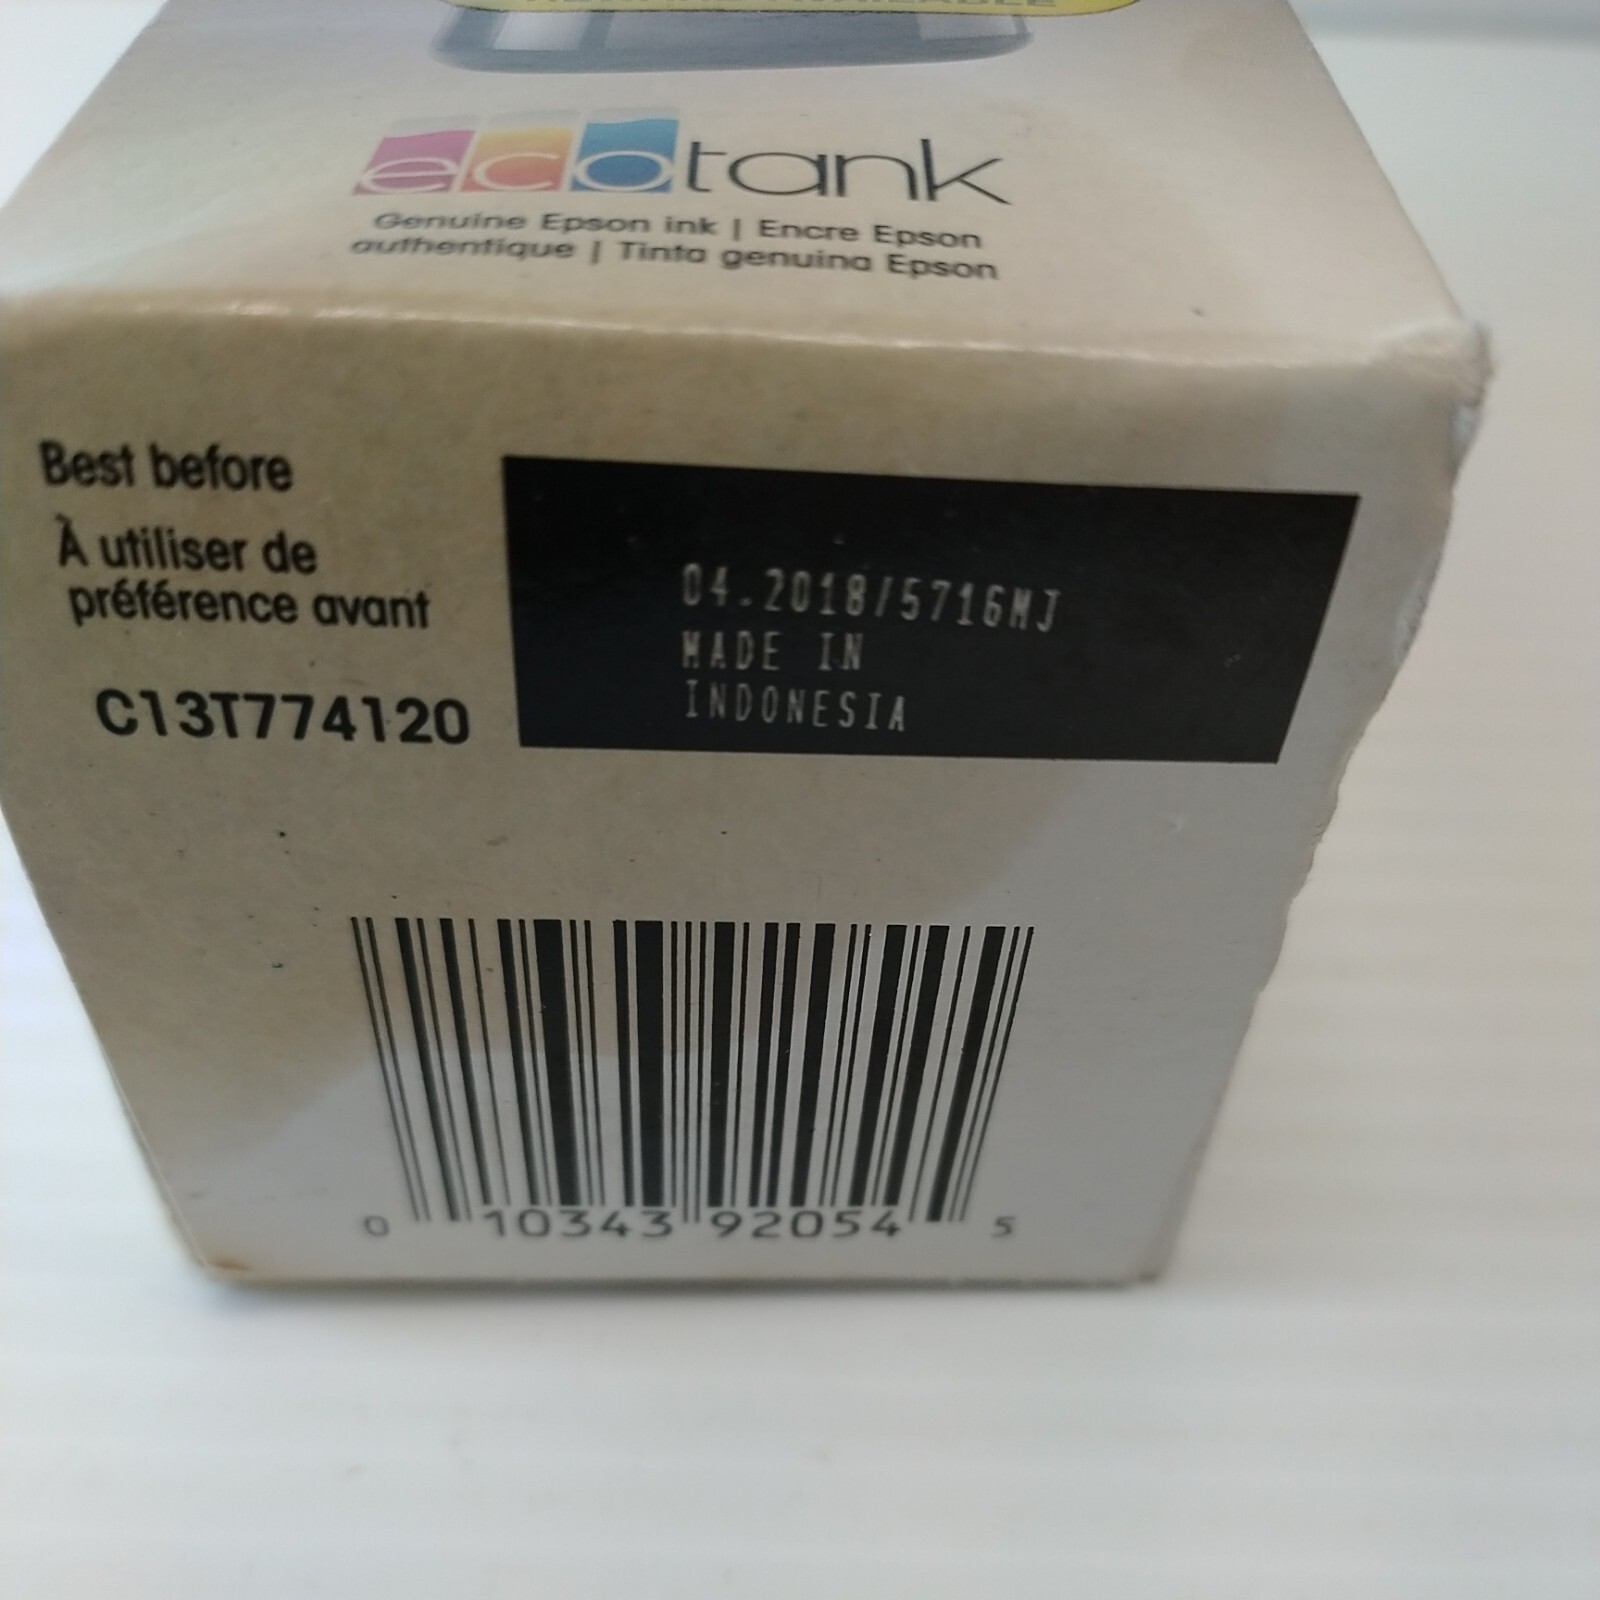 ecotank
Genuine Epson ink | Encre Epson
authentique | Tinta genuina Epson
Best before
À utiliser de
préférence avant
C13T774120
04.2018/5716MJ
MADE IN
INDONESIA
0 10343 92054 5